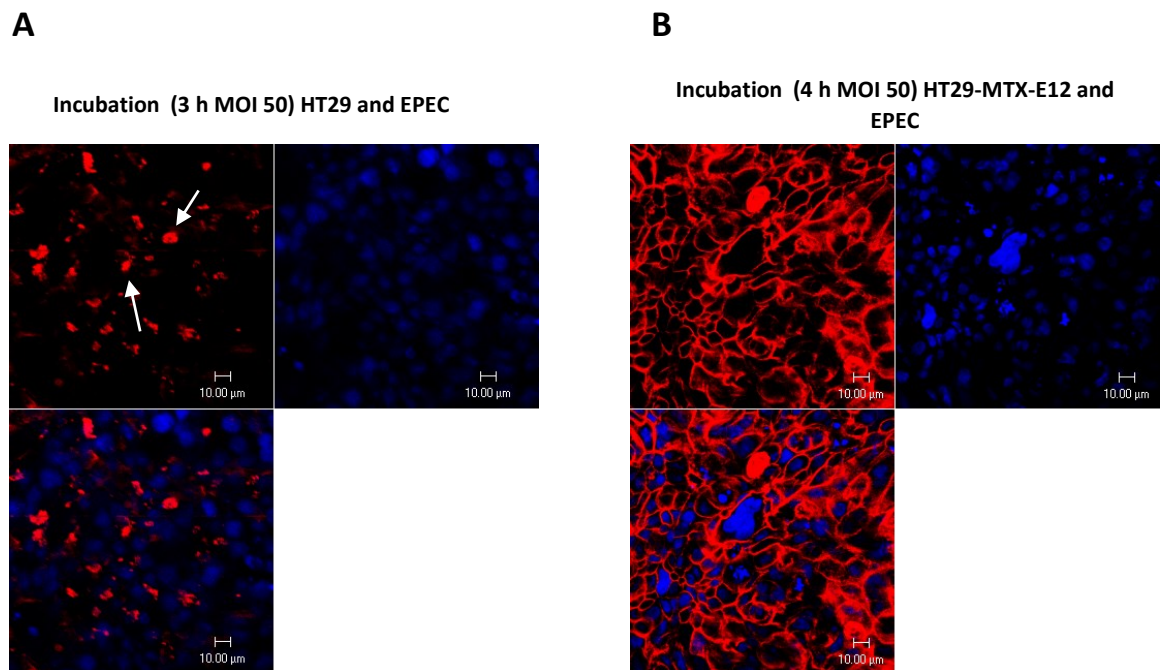 A
B
Incubation (3 h MOI 50) HT29 and EPEC
Incubation (4 h MOI 50) HT29-MTX-E12 and
EPEC
10.00 µm
10.00 µm
10.00 µm
10.00 µm
10.00 µm
10.00 µm